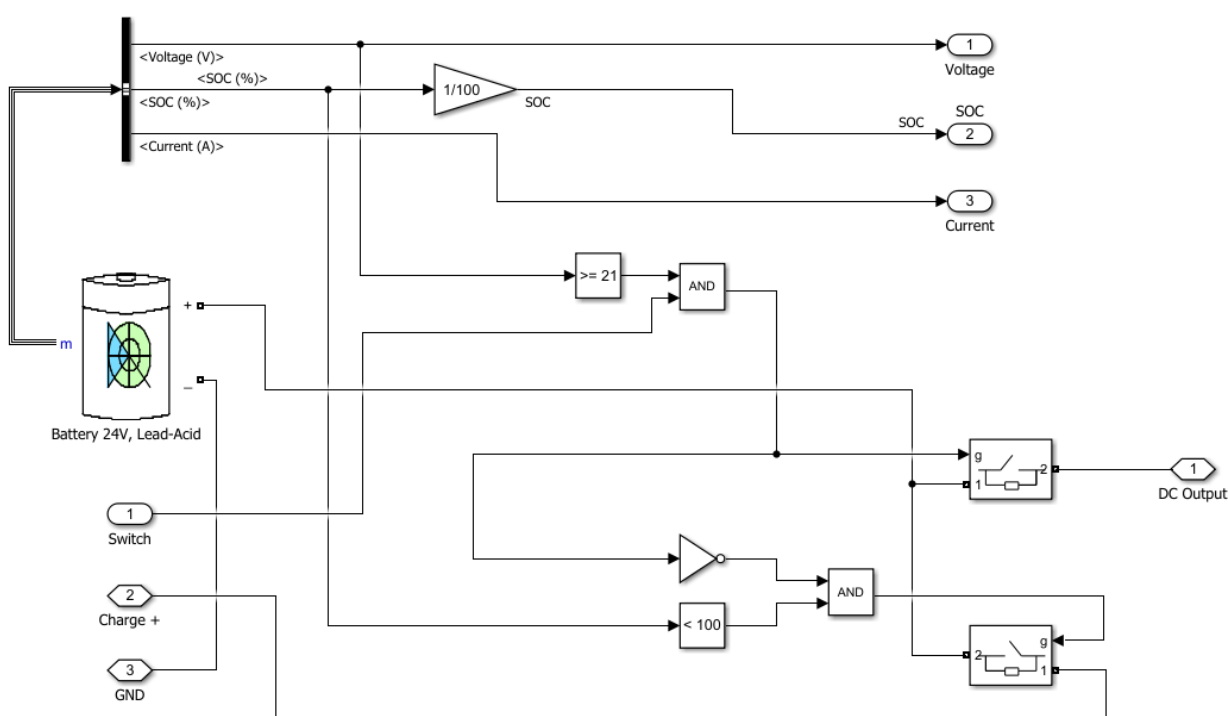 1
<Voltage (V)>
Voltage
<SOC (%)>
1/100
<SOC (%)>
SOC
SOC
SOC
2
<Current (A)>
3
Current
>= 21
AND
+
m
_
Battery 24V, Lead-Acid
g
2
1
1
DC Output
1
Switch
AND
2
Charge +
< 100
g
2
1
3
GND